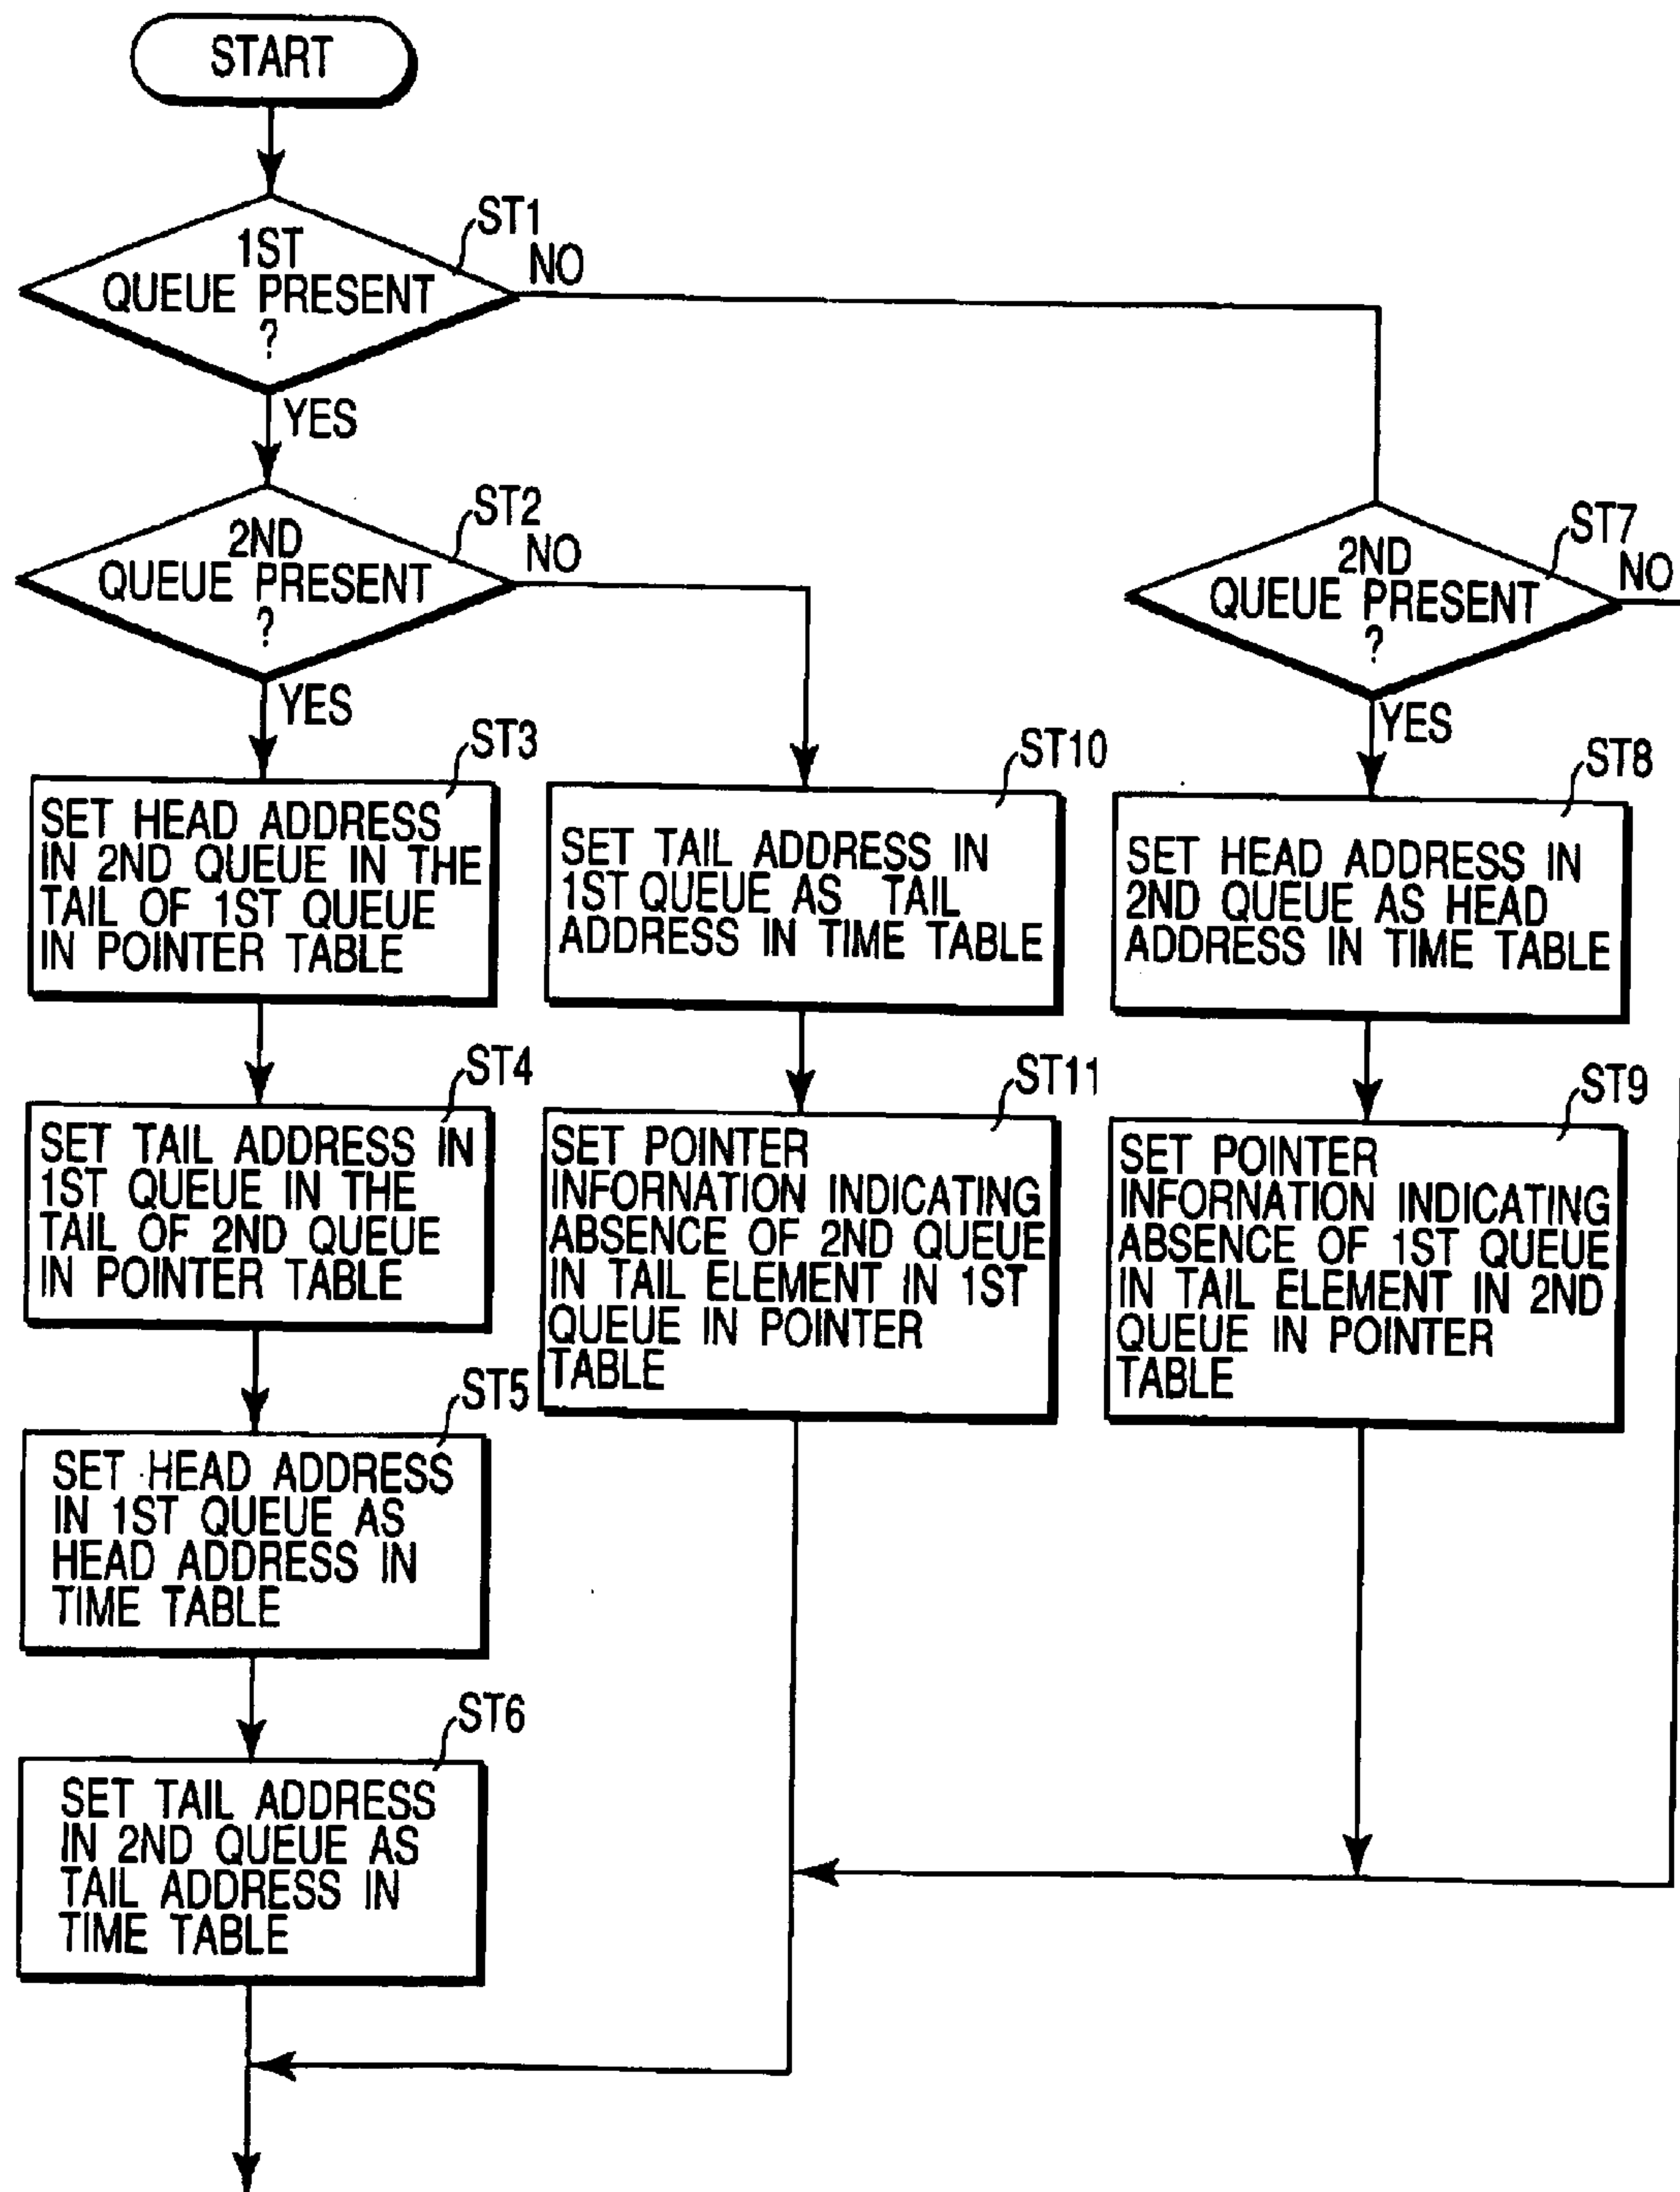 START
ST1
1ST
QUEUE PRESENT
?
NO
YES
ST2
2ND
QUEUE PRESENT
?
NO
YES
ST7
2ND
QUEUE PRESENT
?
NO
YES
ST3
SET HEAD ADDRESS
IN 2ND QUEUE IN THE
TAIL OF 1ST QUEUE
IN POINTER TABLE
ST10
SET TAIL ADDRESS IN
1ST QUEUE AS TAIL
ADDRESS IN TIME TABLE
ST8
SET HEAD ADDRESS IN
2ND QUEUE AS HEAD
ADDRESS IN TIME TABLE
ST4
SET TAIL ADDRESS IN
1ST QUEUE IN THE
TAIL OF 2ND QUEUE
IN POINTER TABLE
ST11
SET POINTER
INFORNATION INDICATING
ABSENCE OF 2ND QUEUE
IN TAIL ELEMENT IN 1ST
QUEUE IN POINTER
TABLE
ST9
SET POINTER
INFORNATION INDICATING
ABSENCE OF 1ST QUEUE
IN TAIL ELEMENT IN 2ND
QUEUE IN POINTER
TABLE
ST5
SET HEAD ADDRESS
IN 1ST QUEUE AS
HEAD ADDRESS IN
TIME TABLE
ST6
SET TAIL ADDRESS
IN 2ND QUEUE AS
TAIL ADDRESS IN
TIME TABLE